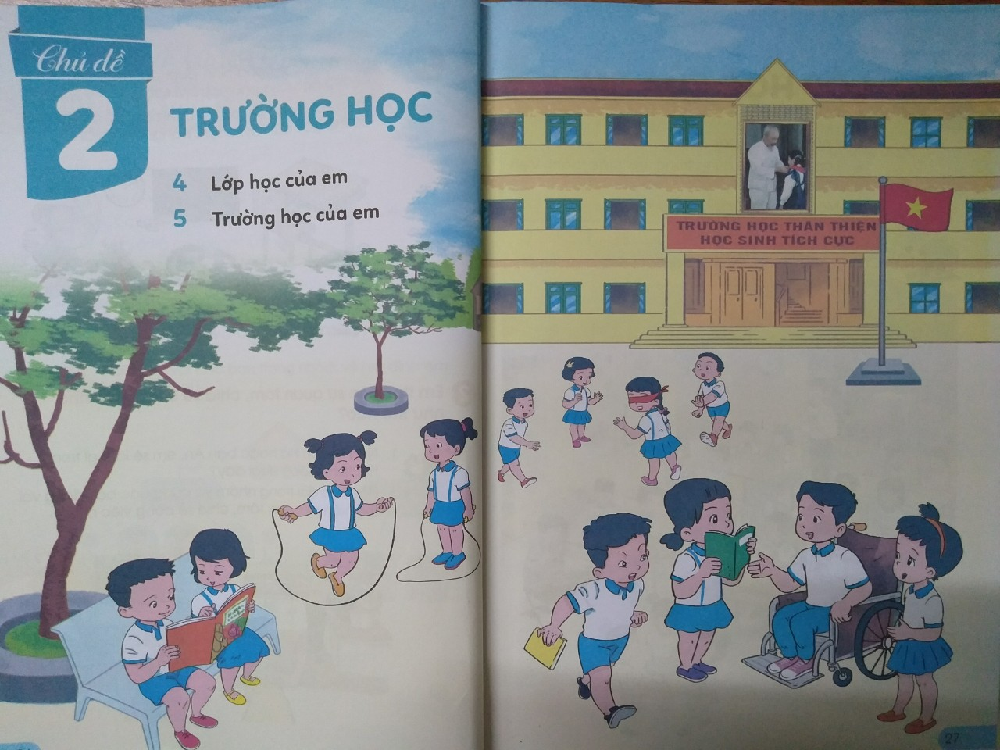 Chủ đề
2
TRƯỜNG HỌC
4 Lớp học của em
5 Trường học của em
TRƯỜNG HỌC THÂN THIỆN
HỌC SINH TÍCH CỰC
27